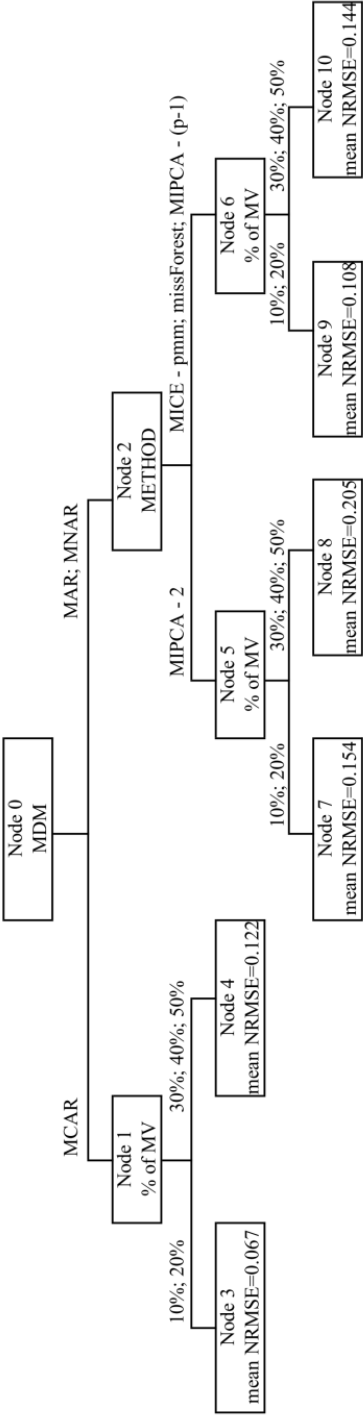 Node 0
MDM
MCAR
MAR; MNAR
Node 1
% of MV
Node 2
METHOD
10%; 20%
30%; 40%; 50%
MIPCA - 2
MICE - pmm; missForest; MIPCA - (p-1)
Node 3
mean NRMSE=0.067
Node 4
mean NRMSE=0.122
Node 5
% of MV
Node 6
% of MV
10%; 20%
30%; 40%; 50%
10%; 20%
30%; 40%; 50%
Node 7
mean NRMSE=0.154
Node 8
mean NRMSE=0.205
Node 9
mean NRMSE=0.108
Node 10
mean NRMSE=0.144